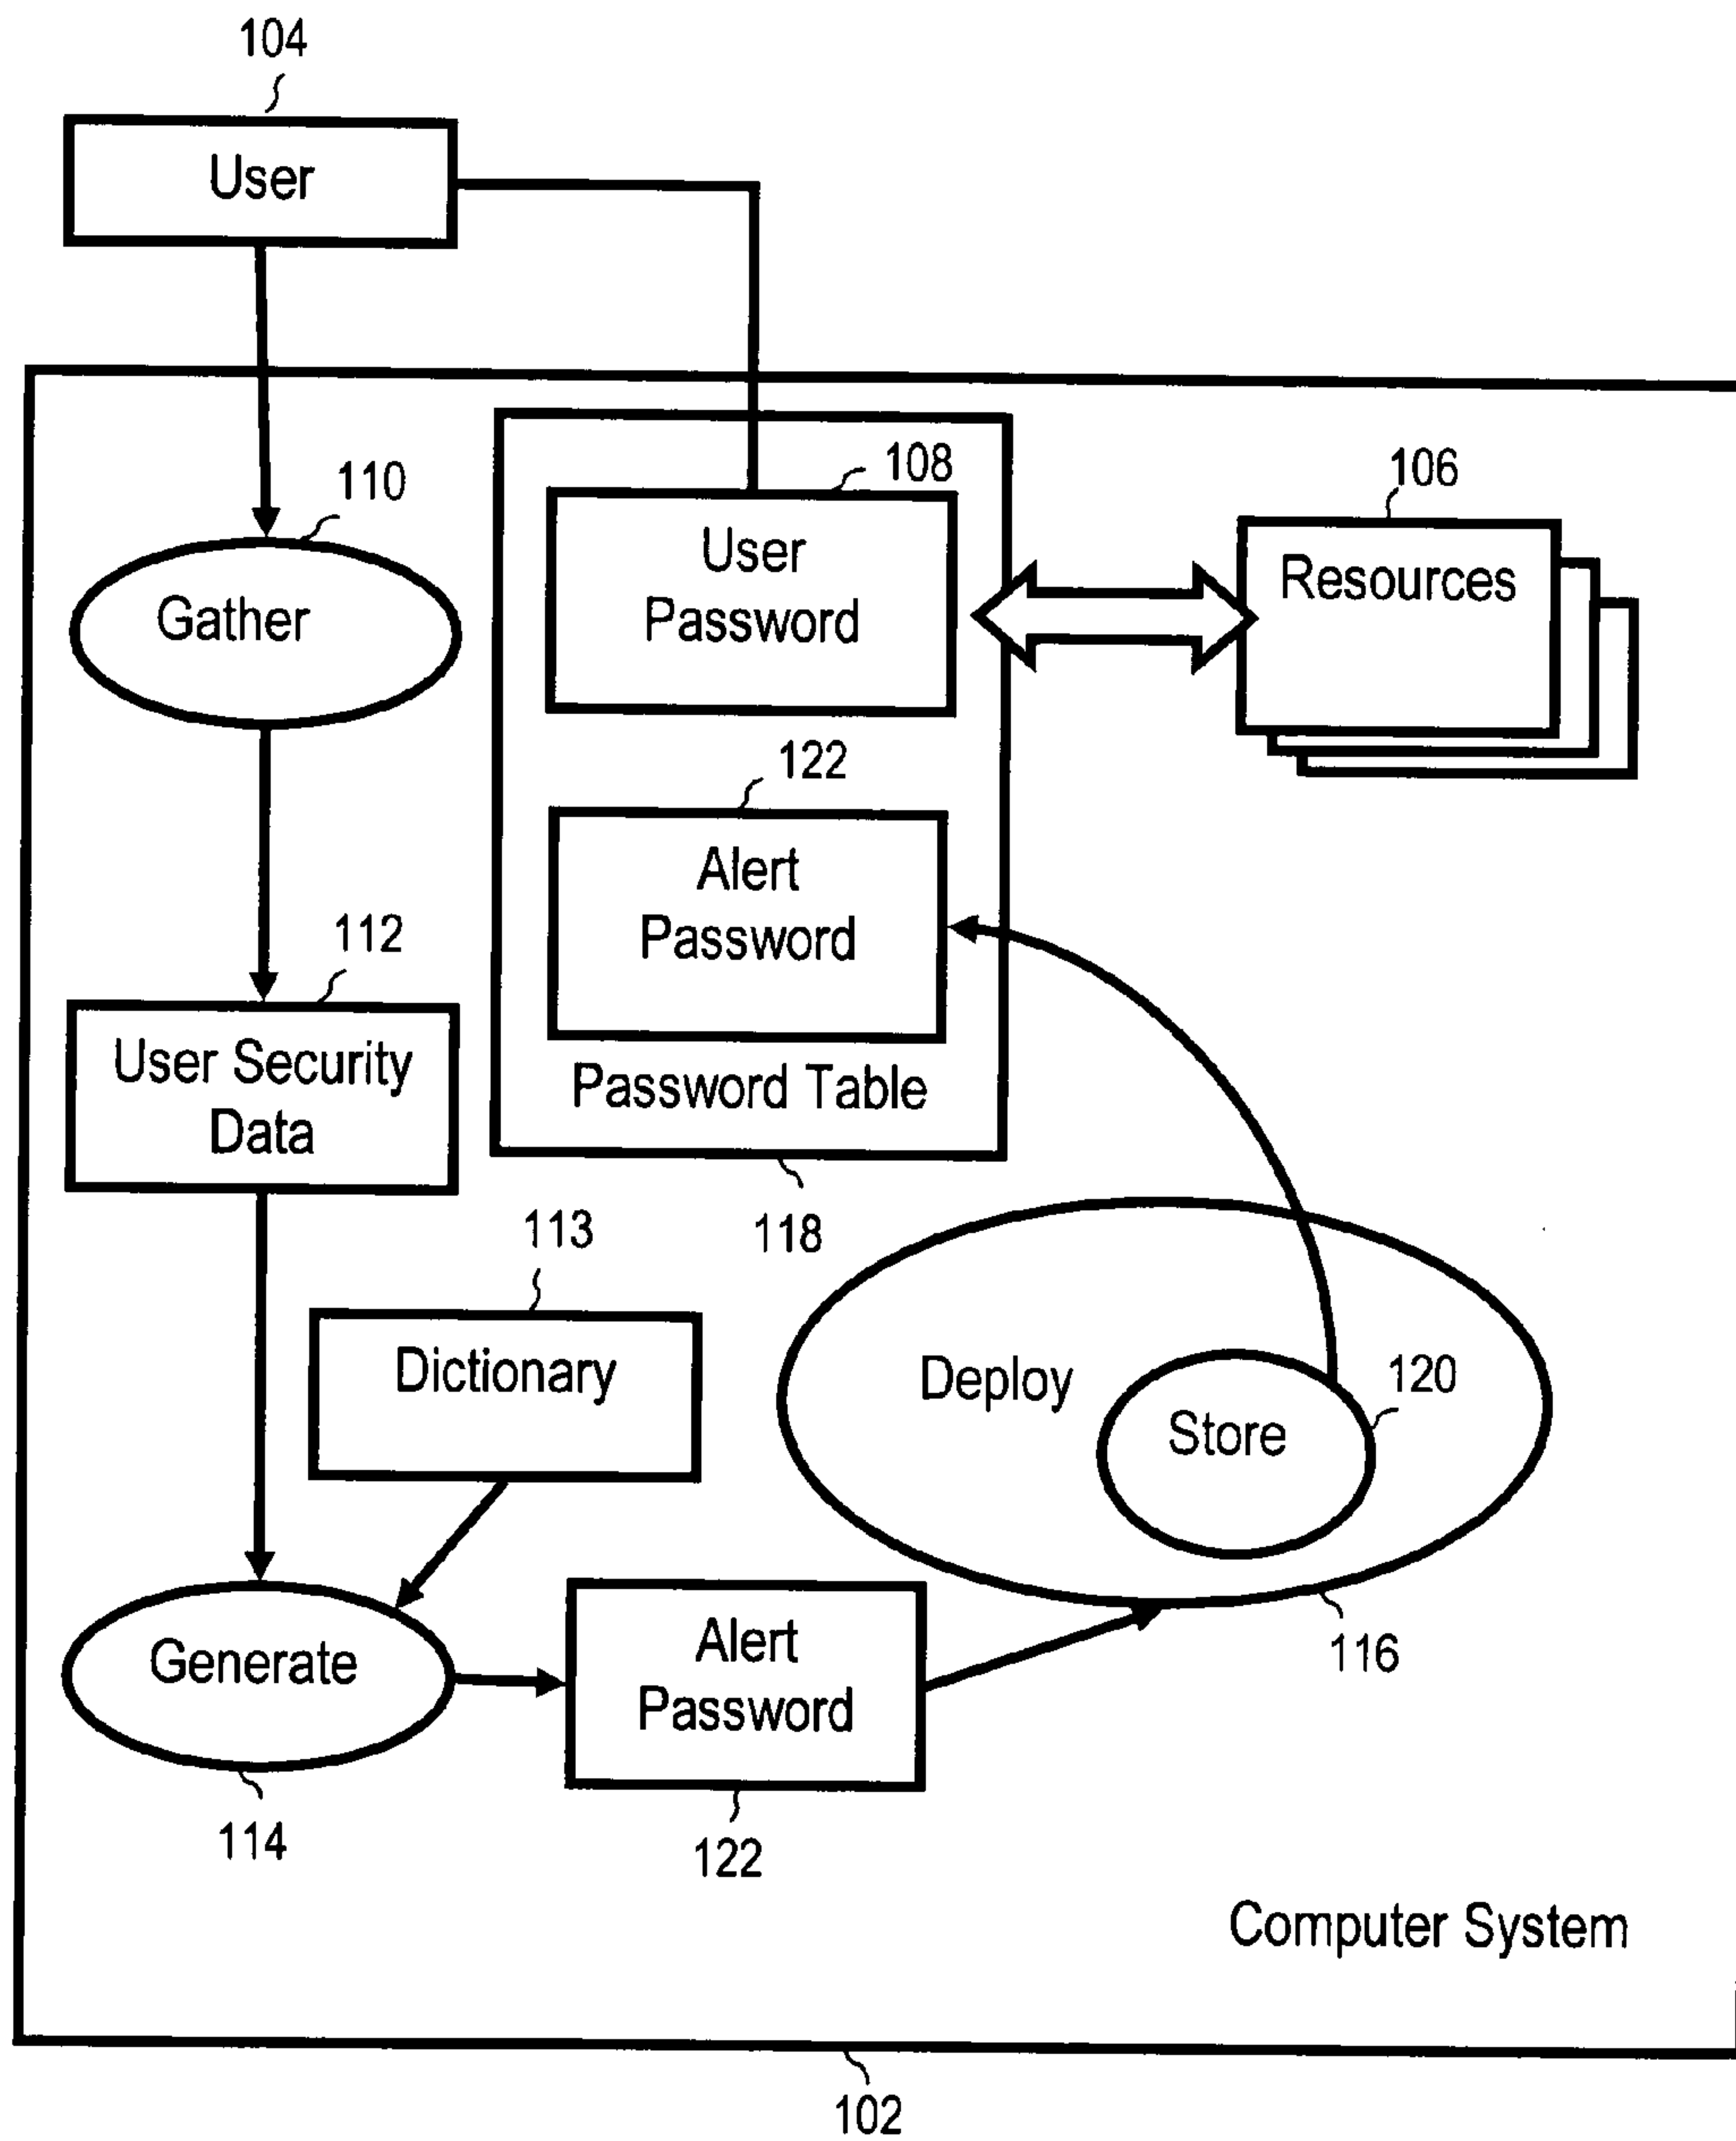 104
User
110
108
106
Gather
User
Password
Resources
122
Alert
Password
112
User Security
Data
Password Table
118
113
Dictionary
Deploy
120
Store
116
Generate
Alert
Password
114
122
Computer System
102